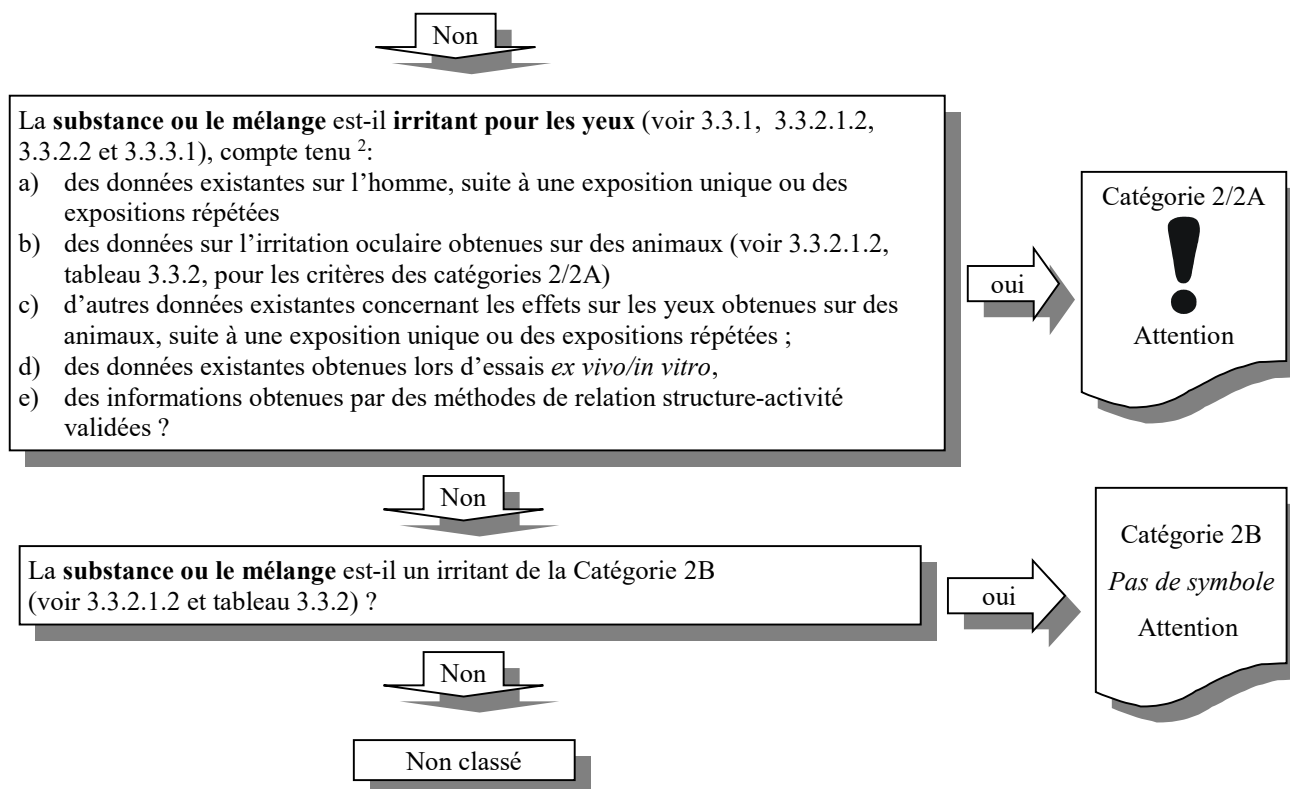 Non
La substance ou le mélange est-il irritant pour les yeux (voir 3.3.1, 3.3.2.1.2,
3.3.2.2 et 3.3.3.1), compte tenu ²:
a) des données existantes sur l’homme, suite à une exposition unique ou des
expositions répétées
b) des données sur l’irritation oculaire obtenues sur des animaux (voir 3.3.2.1.2,
tableau 3.3.2, pour les critères des catégories 2/2A)
c) d’autres données existantes concernant les effets sur les yeux obtenues sur des
animaux, suite à une exposition unique ou des expositions répétées ;
d) des données existantes obtenues lors d’essais ex vivo/in vitro,
e) des informations obtenues par des méthodes de relation structure-activité
validées ?
oui
Catégorie 2/2A
Attention
Non
La substance ou le mélange est-il un irritant de la Catégorie 2B
(voir 3.3.2.1.2 et tableau 3.3.2) ?
oui
Catégorie 2B
Pas de symbole
Attention
Non
Non classé